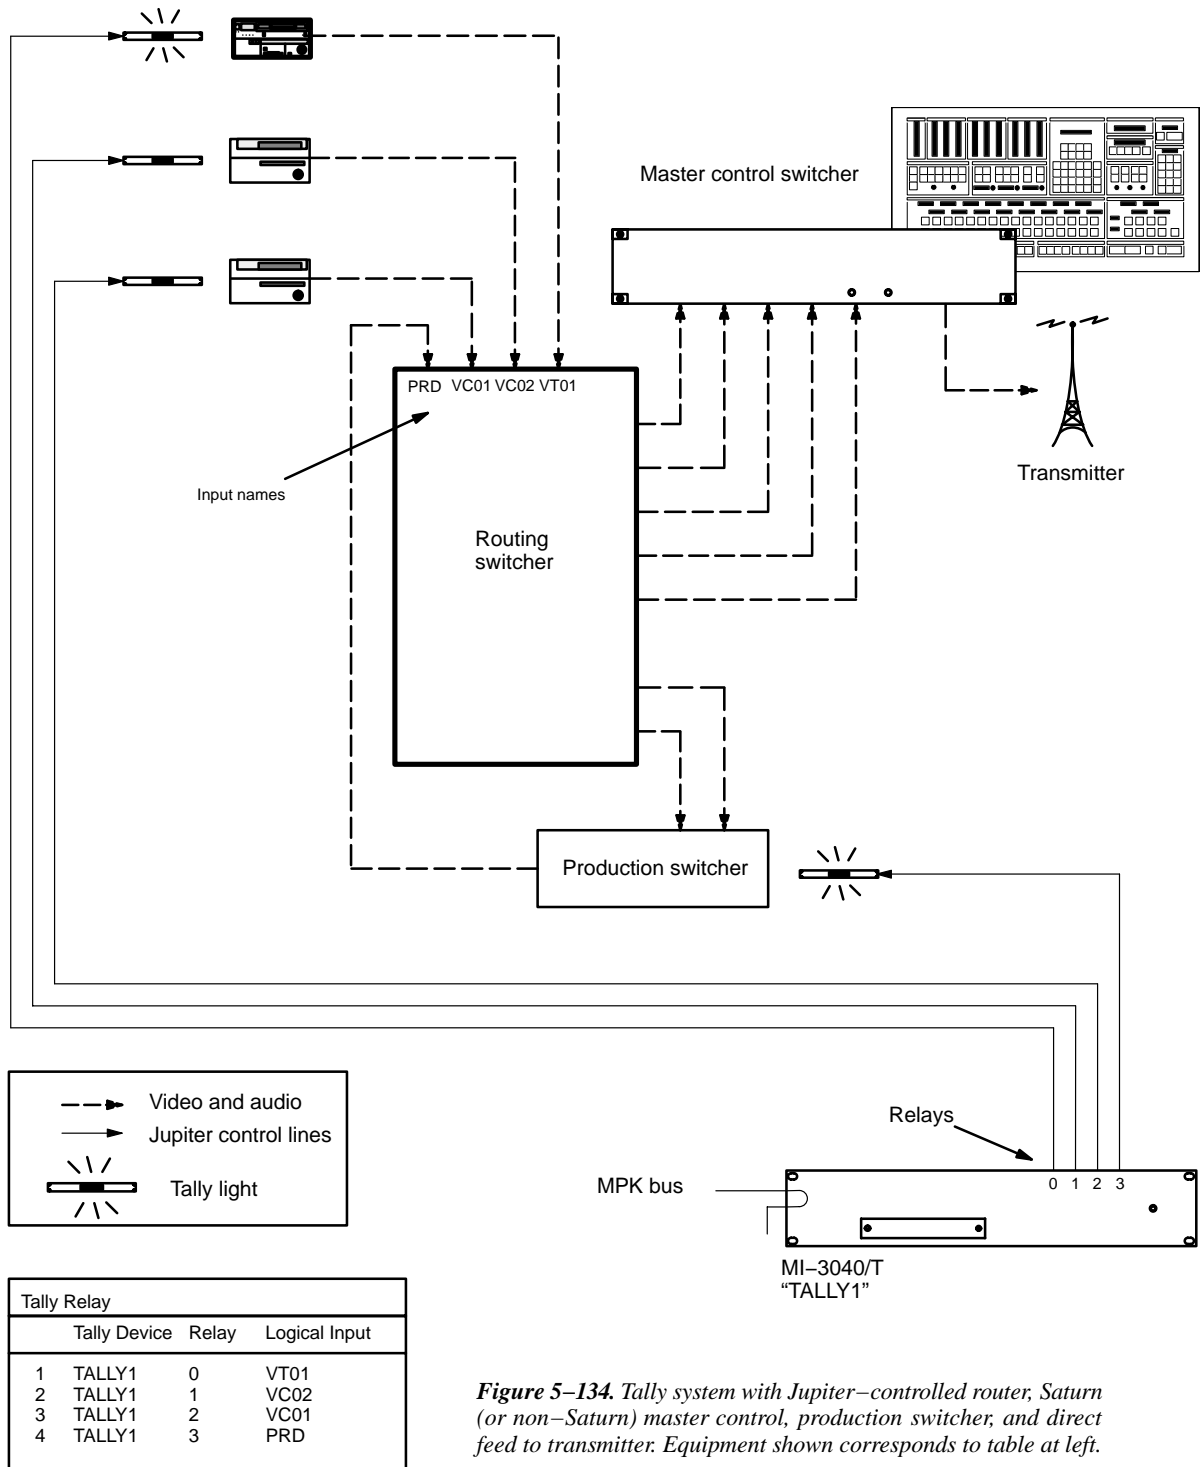 Master control switcher
PRD VC01 VC02 VT01
Input names
Transmitter
Routing
switcher
Production switcher
Video and audio
Jupiter control lines
Tally light
Relays
0 1 2 3
MPK bus
MI–3040/T
“TALLY1”
Tally Relay
Tally Device Relay Logical Input
1 TALLY1 0 VT01
2 TALLY1 1 VC02
3 TALLY1 2 VC01
4 TALLY1 3 PRD
Figure 5–134. Tally system with Jupiter–controlled router, Saturn
(or non–Saturn) master control, production switcher, and direct
feed to transmitter. Equipment shown corresponds to table at left.